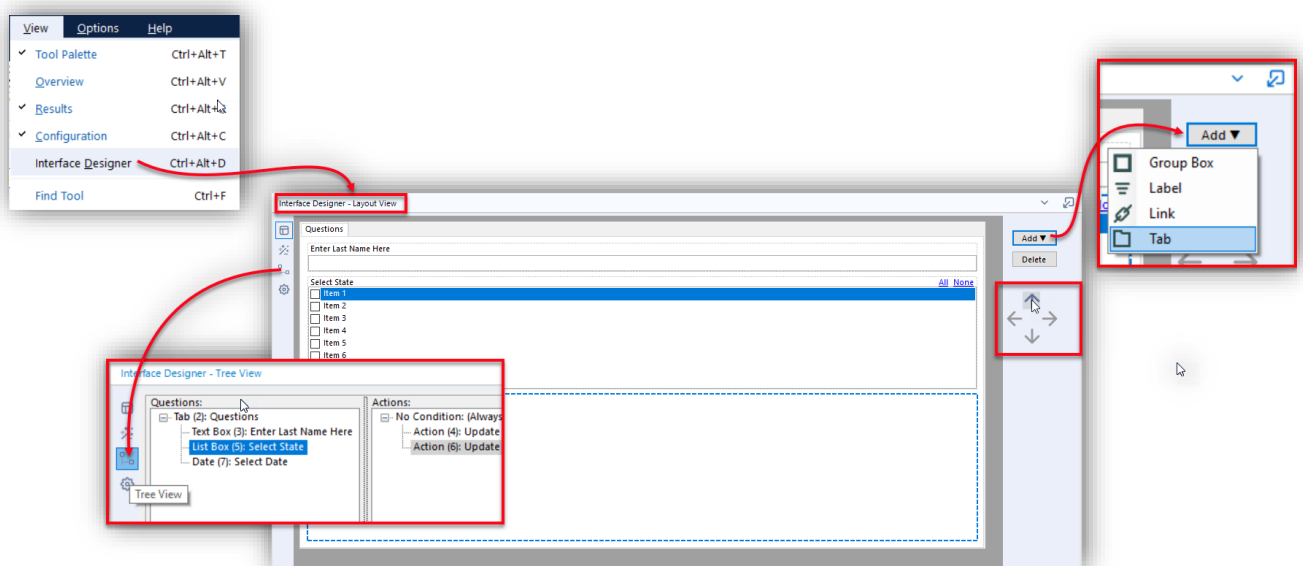 View Options Help
Tool Palette Ctrl+Alt+T
Overview Ctrl+Alt+V
Results Ctrl+Alt+R
Configuration Ctrl+Alt+C
Interface Designer Ctrl+Alt+D
Find Tool Ctrl+F
Interface Designer - Layout View
Questions
Enter Last Name Here
Select State All None
Item 1
Item 2
Item 3
Item 4
Item 5
Item 6
Add ▼
Delete
Add ▼
Group Box
Label
Link
Tab
Interface Designer - Tree View
Questions:
Tab (2): Questions
Text Box (3): Enter Last Name Here
List Box (5): Select State
Date (7): Select Date
Tree View
Actions:
No Condition: (Always
Action (4): Update
Action (6): Update